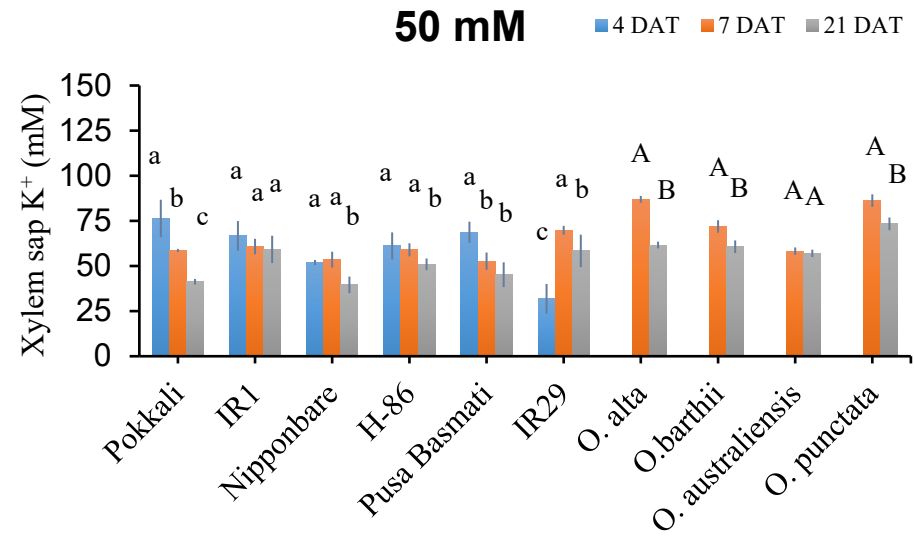 50 mM
4 DAT 7 DAT 21 DAT
Xylem sap K⁺ (mM)
150
125
100
75
50
25
0
a b c
a a a
a a b
a a b
a b b
c a b
A B
A B
A A
A B
Pokkali
IR1
Nipponbare
H-86
Pusa Basmati
IR29
O. alta
O.barthii
O. australiensis
O. punctata